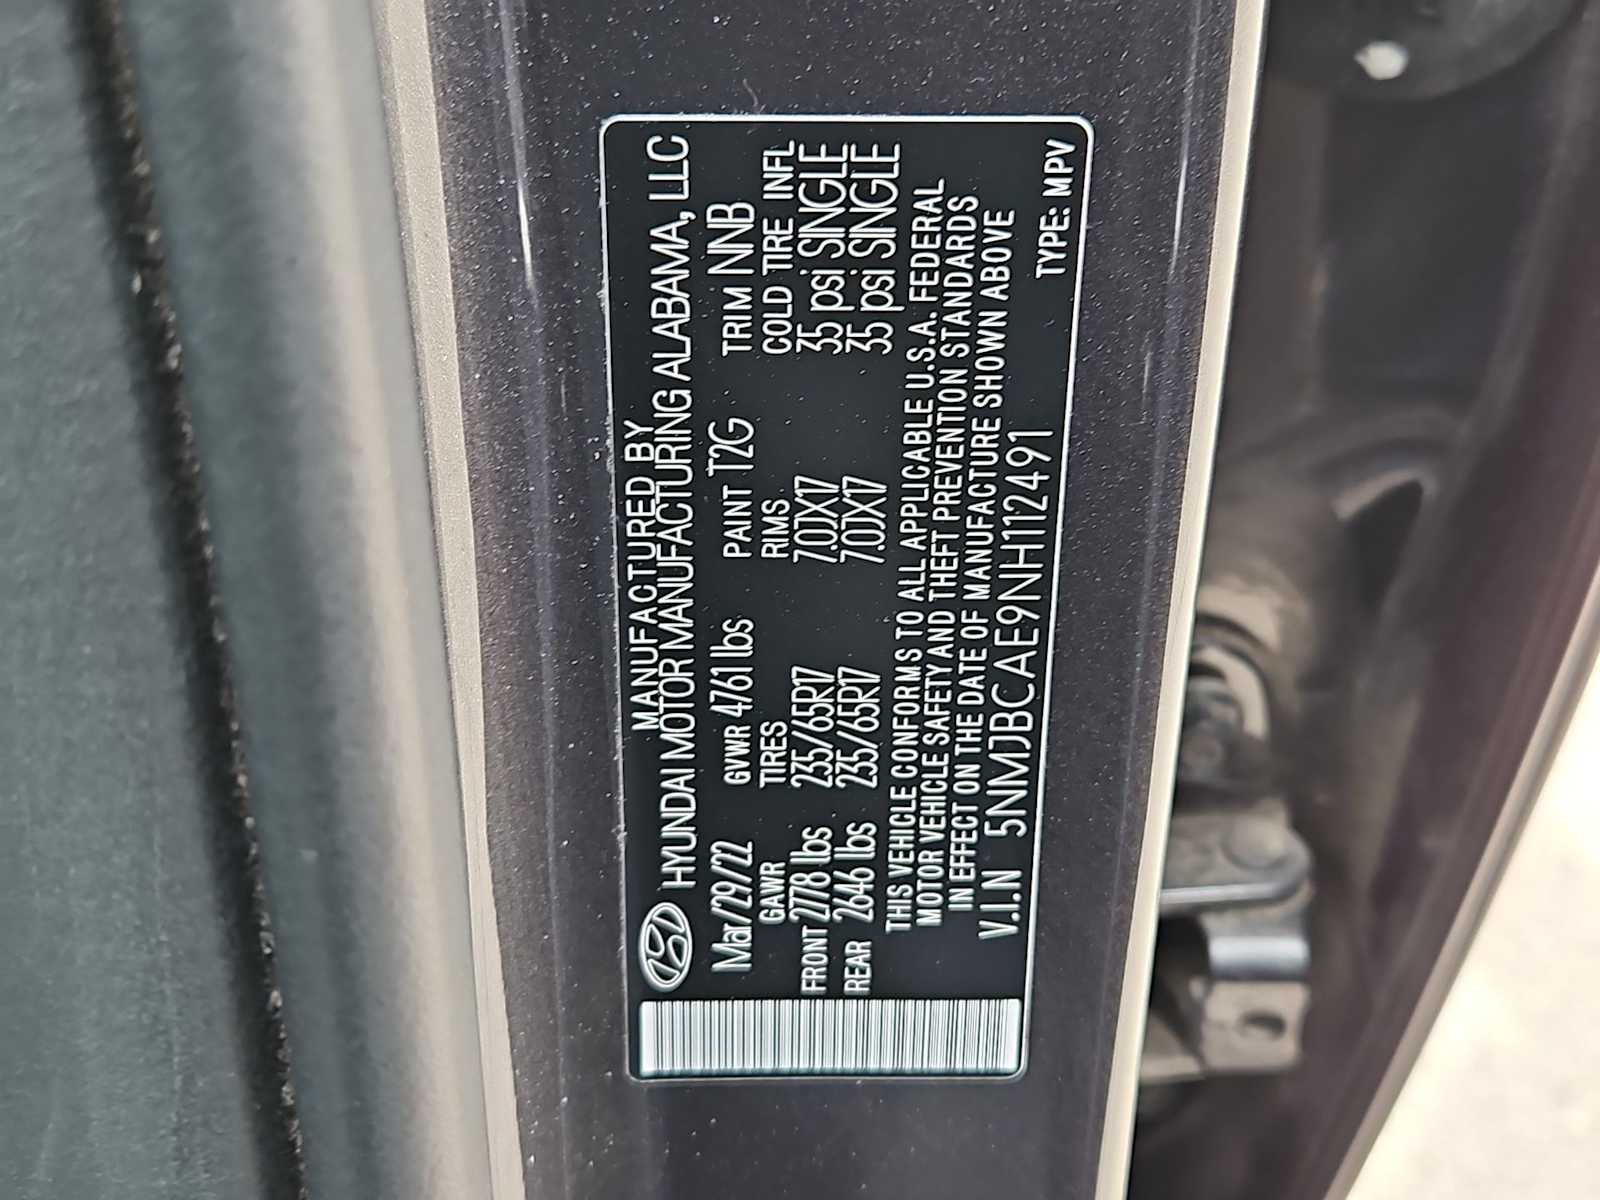 MANUFACTURED BY
HYUNDAI MOTOR MANUFACTURING ALABAMA, LLC
Mar/29/22 GVWR 4761 lbs PAINT T2G TRIM NNB
GAWR TIRES RIMS COLD TIRE INFL
FRONT 2778 lbs 235/65R17 7.0JX17 35 psi SINGLE
REAR 2646 lbs 235/65R17 7.0JX17 35 psi SINGLE
THIS VEHICLE CONFORMS TO ALL APPLICABLE U.S.A. FEDERAL
MOTOR VEHICLE SAFETY AND THEFT PREVENTION STANDARDS
IN EFFECT ON THE DATE OF MANUFACTURE SHOWN ABOVE
V.I.N 5NMJBCAE9NH112491 TYPE: MPV